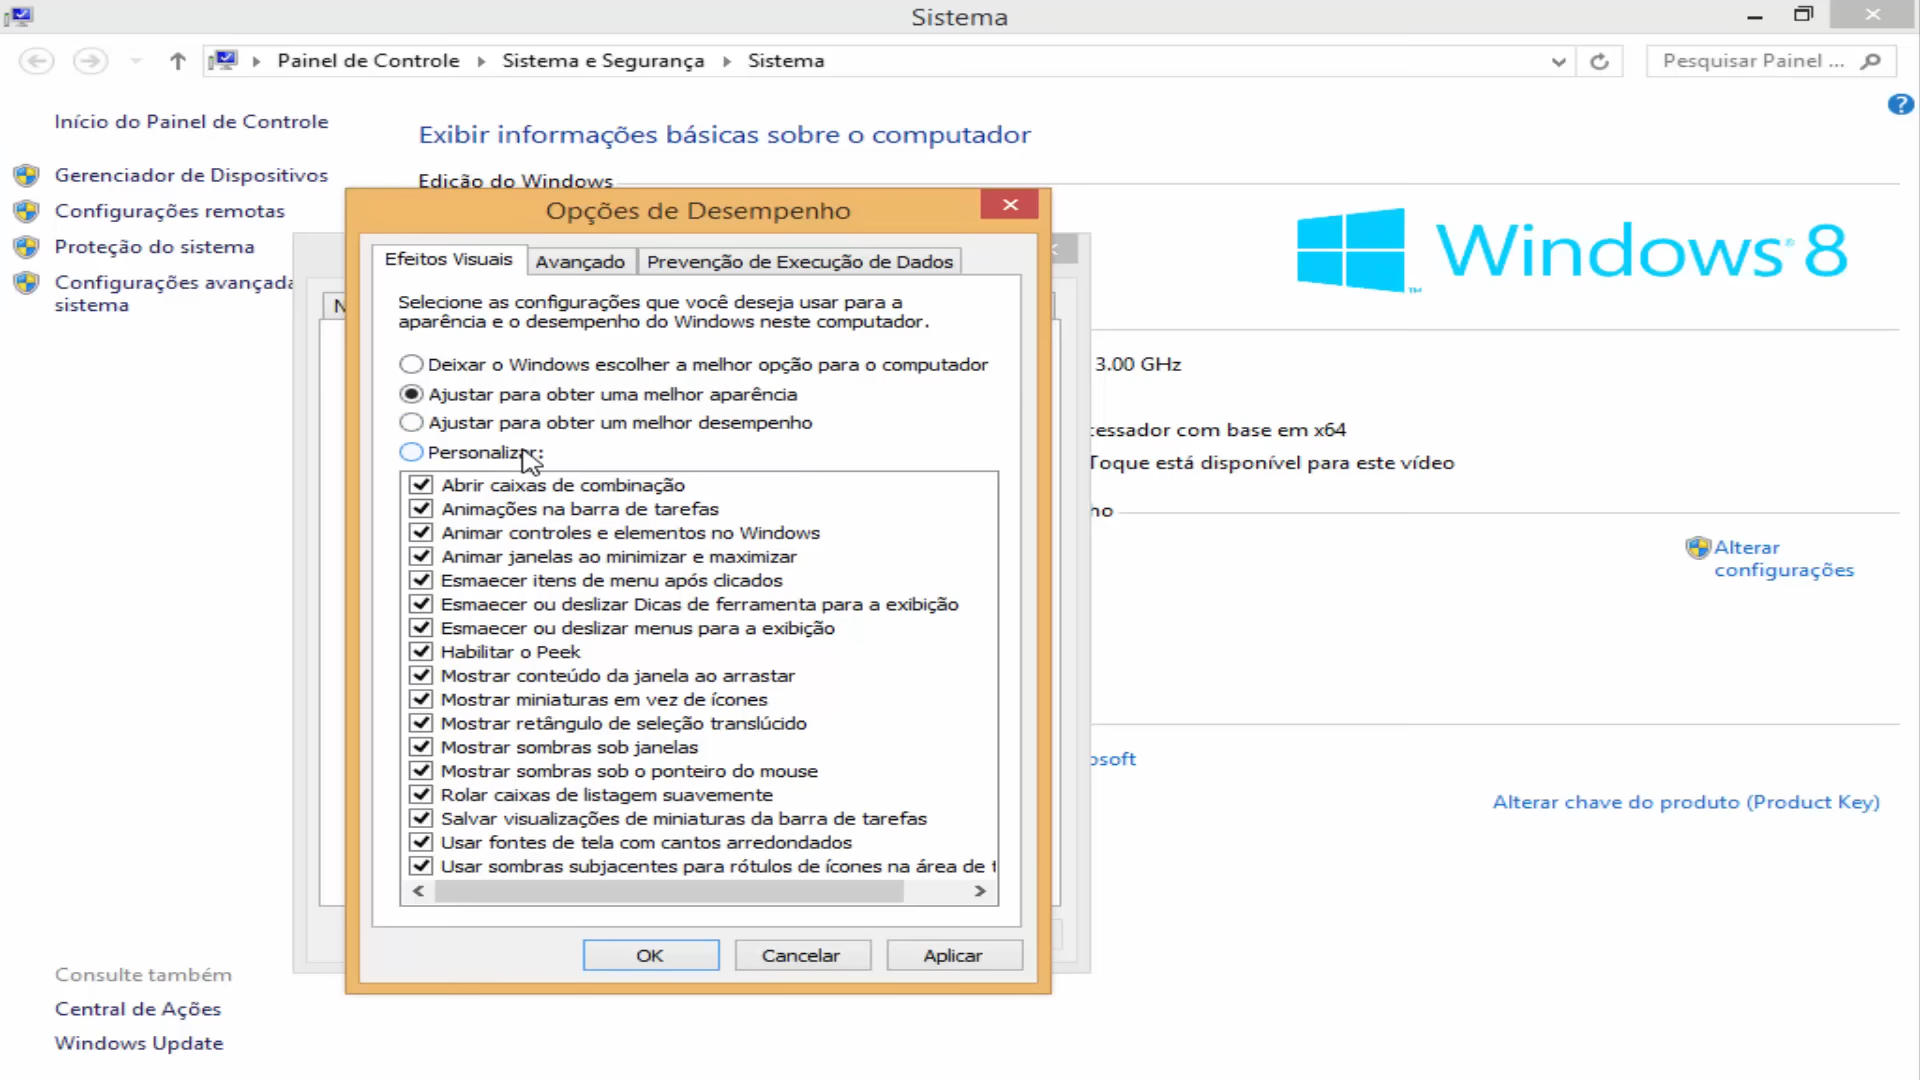 Sistema
Painel de Controle
Sistema e Segurança
Sistema
Pesquisar Painel ...
Início do Painel de Controle
Gerenciador de Dispositivos
Configurações remotas
Proteção do sistema
Configurações avançada
sistema
Exibir informações básicas sobre o computador
Edição do Windows
Windows 8
Opções de Desempenho
Efeitos Visuais
Avançado
Prevenção de Execução de Dados
Selecione as configurações que você deseja usar para a
aparência e o desempenho do Windows neste computador.
Deixar o Windows escolher a melhor opção para o computador
Ajustar para obter uma melhor aparência
Ajustar para obter um melhor desempenho
Personalizar:
Abrir caixas de combinação
Animações na barra de tarefas
Animar controles e elementos no Windows
Animar janelas ao minimizar e maximizar
Esmaecer itens de menu após clicados
Esmaecer ou deslizar Dicas de ferramenta para a exibição
Esmaecer ou deslizar menus para a exibição
Habilitar o Peek
Mostrar conteúdo da janela ao arrastar
Mostrar miniaturas em vez de ícones
Mostrar retângulo de seleção translúcido
Mostrar sombras sob janelas
Mostrar sombras sob o ponteiro do mouse
Rolar caixas de listagem suavemente
Salvar visualizações de miniaturas da barra de tarefas
Usar fontes de tela com cantos arredondados
Usar sombras subjacentes para rótulos de ícones na área de t
OK
Cancelar
Aplicar
3.00 GHz
cessador com base em x64
Toque está disponível para este vídeo
ho
Alterar
configurações
osoft
Alterar chave do produto (Product Key)
Consulte também
Central de Ações
Windows Update